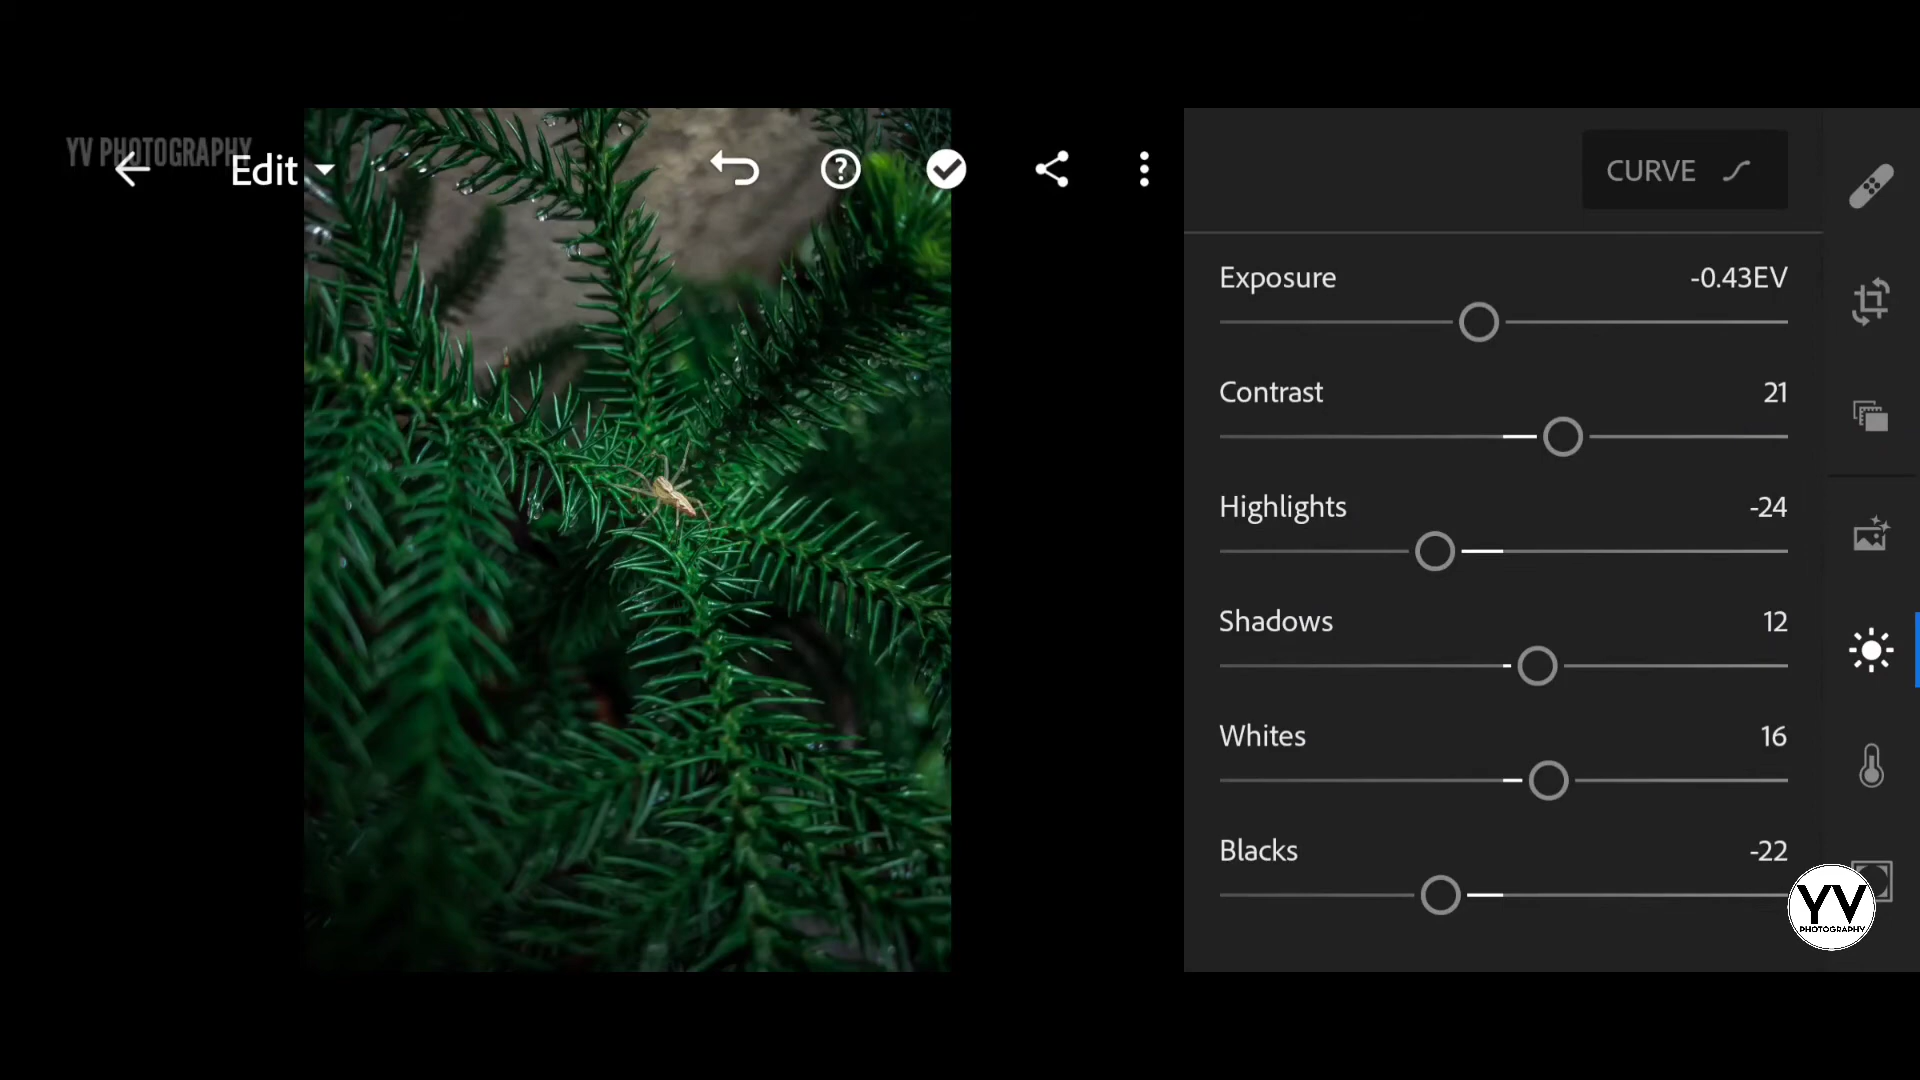 YV PHOTOGRAPHY
Edit
CURVE
Exposure -0.43EV
Contrast 21
Highlights -24
Shadows 12
Whites 16
Blacks -22
YV
PHOTOGRAPHY